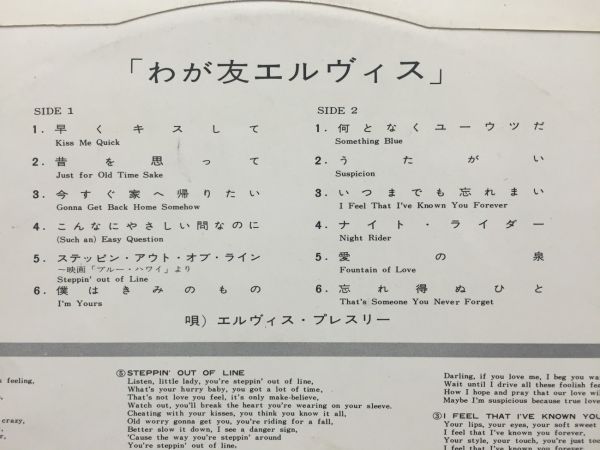 「わが友エルヴィス」
SIDE 1
1. 早くキスして
Kiss Me Quick
2. 昔を思って
Just for Old Time Sake
3. 今すぐ家へ帰りたい
Gonna Get Back Home Somehow
4. こんなにやさしい問なのに
(Such an) Easy Question
5. ステッピン・アウト・オブ・ライン
〜映画「ブルー・ハワイ」より
Steppin' out of Line
6. 僕はきみのもの
I'm Yours
SIDE 2
1. 何となくユーウツだ
Something Blue
2. うたがい
Suspicion
3. いつまでも忘れまい
I Feel That I've Known You Forever
4. ナイト・ライダー
Night Rider
5. 愛の泉
Fountain of Love
6. 忘れ得ぬひと
That's Someone You Never Forget
唄) エルヴィス・プレスリー
feeling,
crazy,
⑤ STEPPIN' OUT OF LINE
Listen, little lady, you're steppin' out of line,
What's your hurry baby, you got a lot of time,
That's not love you feel, it's only make-believe,
Watch out, you'll break the heart you're wearing on your sleeve.
Cheating with your kisses, you think you know it all,
Old worry gonna get you, you're riding for a fall,
Better slow it down, I see a danger sign,
'Cause the way you're steppin' around
You're steppin' out of line.
Darling, if you love me, I beg you wa
Wait until I drive all these foolish fea
How I hope and pray that our love wil
Maybe I'm suspicious because true lov
③ I FEEL THAT I'VE KNOWN YOU
Your lips, your eyes, your soft sweet
I feel that I've known you forever,
Your style, your touch, you're just too
I feel that I've known you forever.